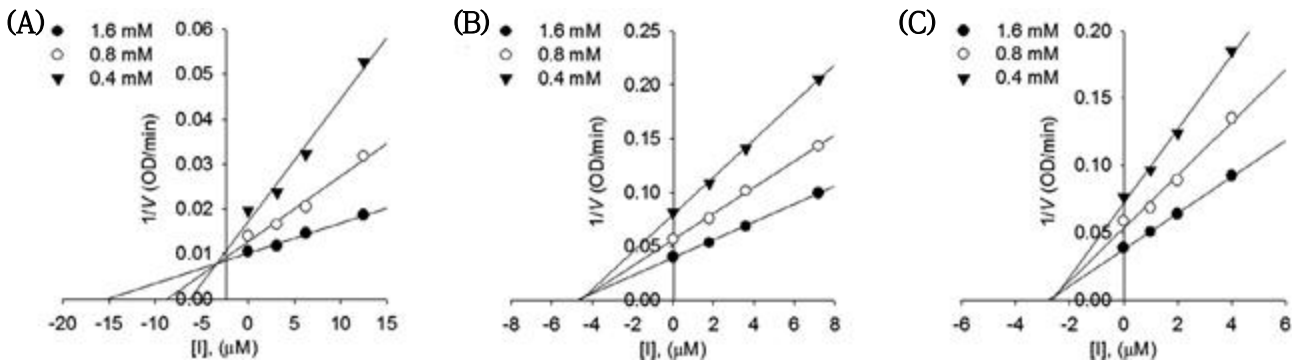 (A)
1.6 mM
0.8 mM
0.4 mM
1/V (OD/min)
0.06
0.05
0.04
0.03
0.02
0.01
0.00
-20 -15 -10 -5 0 5 10 15
[I], (μM)
(B)
1.6 mM
0.8 mM
0.4 mM
1/V (OD/min)
0.25
0.20
0.15
0.10
0.05
0.00
-8 -6 -4 -2 0 2 4 6 8
[I], (μM)
(C)
1.6 mM
0.8 mM
0.4 mM
1/V (OD/min)
0.20
0.15
0.10
0.05
0.00
-6 -4 -2 0 2 4 6
[I], (μM)